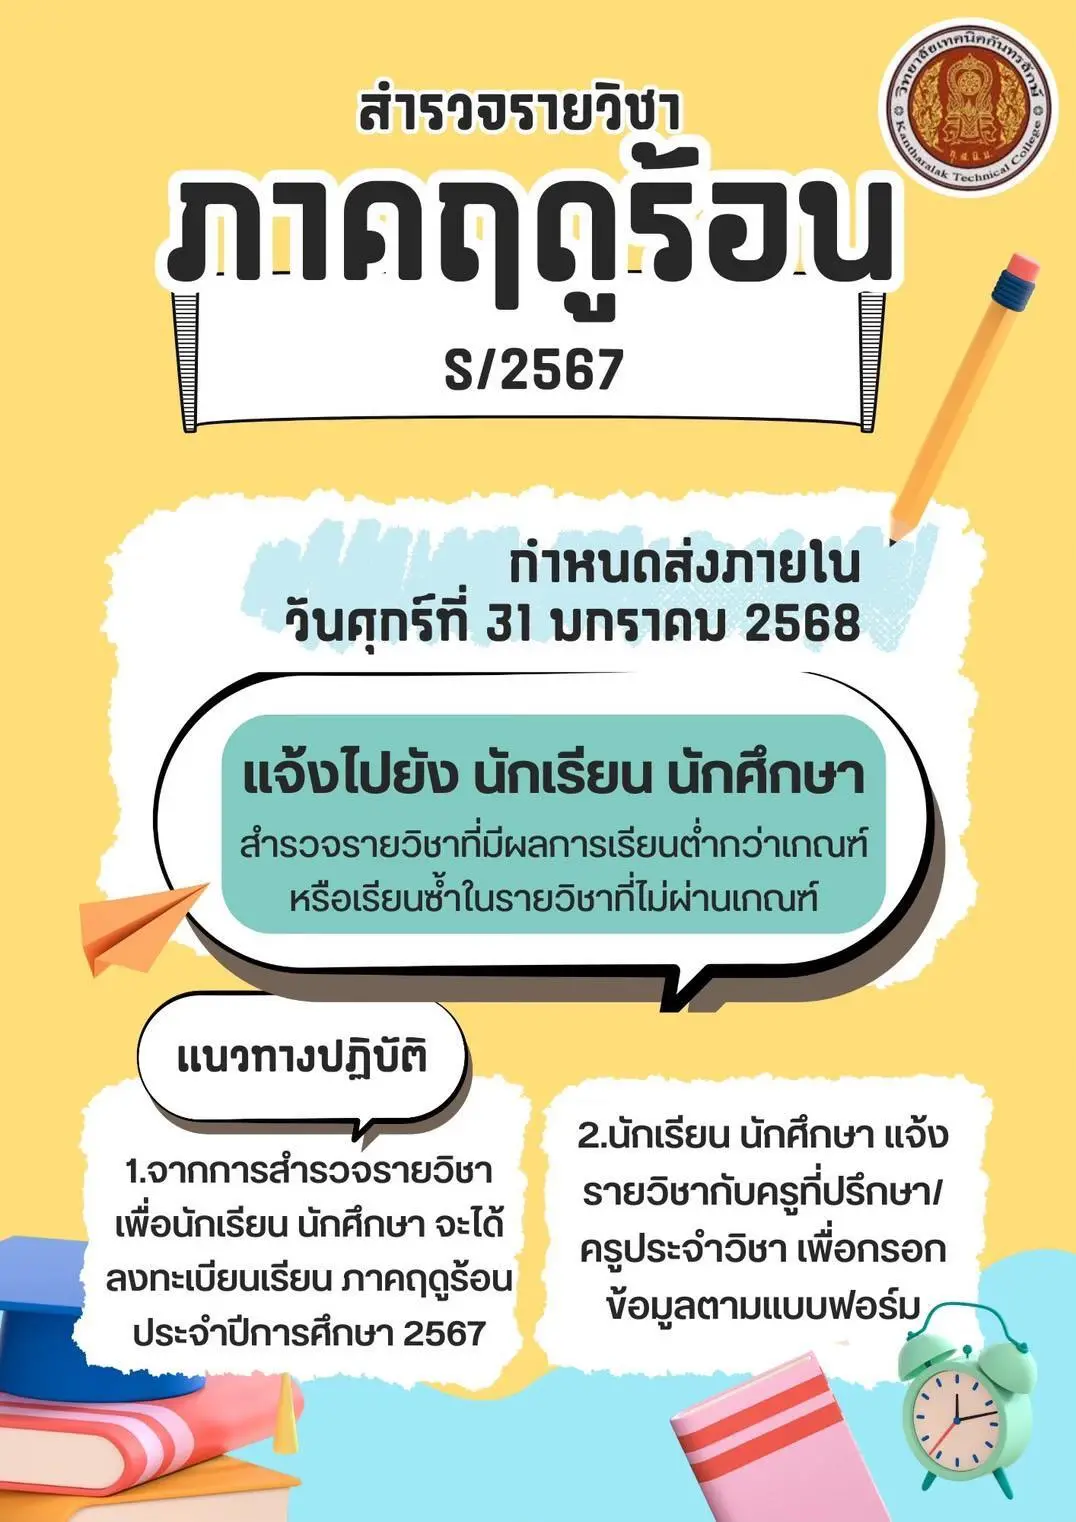 วิทยาลัยเทคนิคกันทรลักษ์
Kantharalak Technical College
สำรวจรายวิชา
ภาคฤดูร้อน
S/2567
กำหนดส่งภายใน
วันศุกร์ที่ 31 มกราคม 2568
แจ้งไปยัง นักเรียน นักศึกษา
สำรวจรายวิชาที่มีผลการเรียนต่ำกว่าเกณฑ์
หรือเรียนซ้ำในรายวิชาที่ไม่ผ่านเกณฑ์
แนวทางปฏิบัติ
1.จากการสำรวจรายวิชา
เพื่อนักเรียน นักศึกษา จะได้
ลงทะเบียนเรียน ภาคฤดูร้อน
ประจำปีการศึกษา 2567
2.นักเรียน นักศึกษา แจ้ง
รายวิชากับครูที่ปรึกษา/
ครูประจำวิชา เพื่อกรอก
ข้อมูลตามแบบฟอร์ม